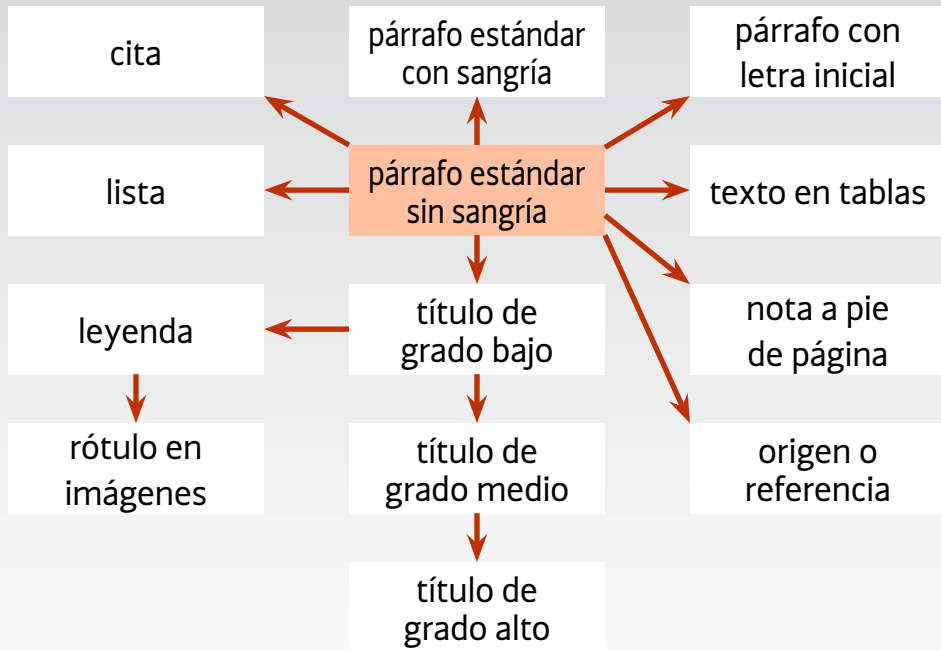 cita
párrafo estándar
con sangría
párrafo con
letra inicial
lista
párrafo estándar
sin sangría
texto en tablas
leyenda
título de
grado bajo
nota a pie
de página
rótulo en
imágenes
título de
grado medio
origen o
referencia
título de
grado alto